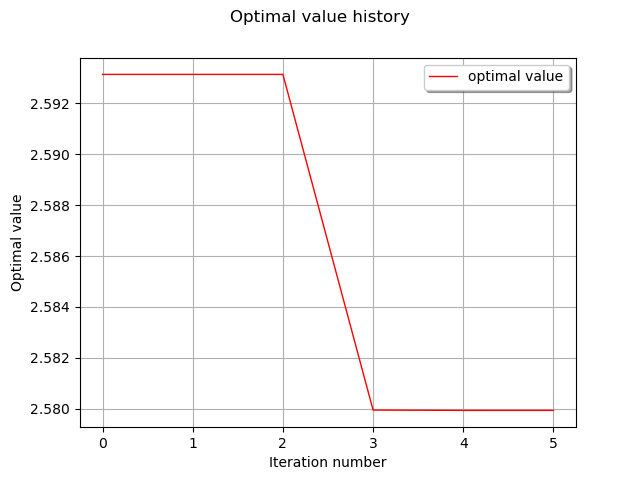 Optimal value history
optimal value
2.592
2.590
2.588
2.586
2.584
2.582
2.580
Optimal value
0 1 2 3 4 5
Iteration number